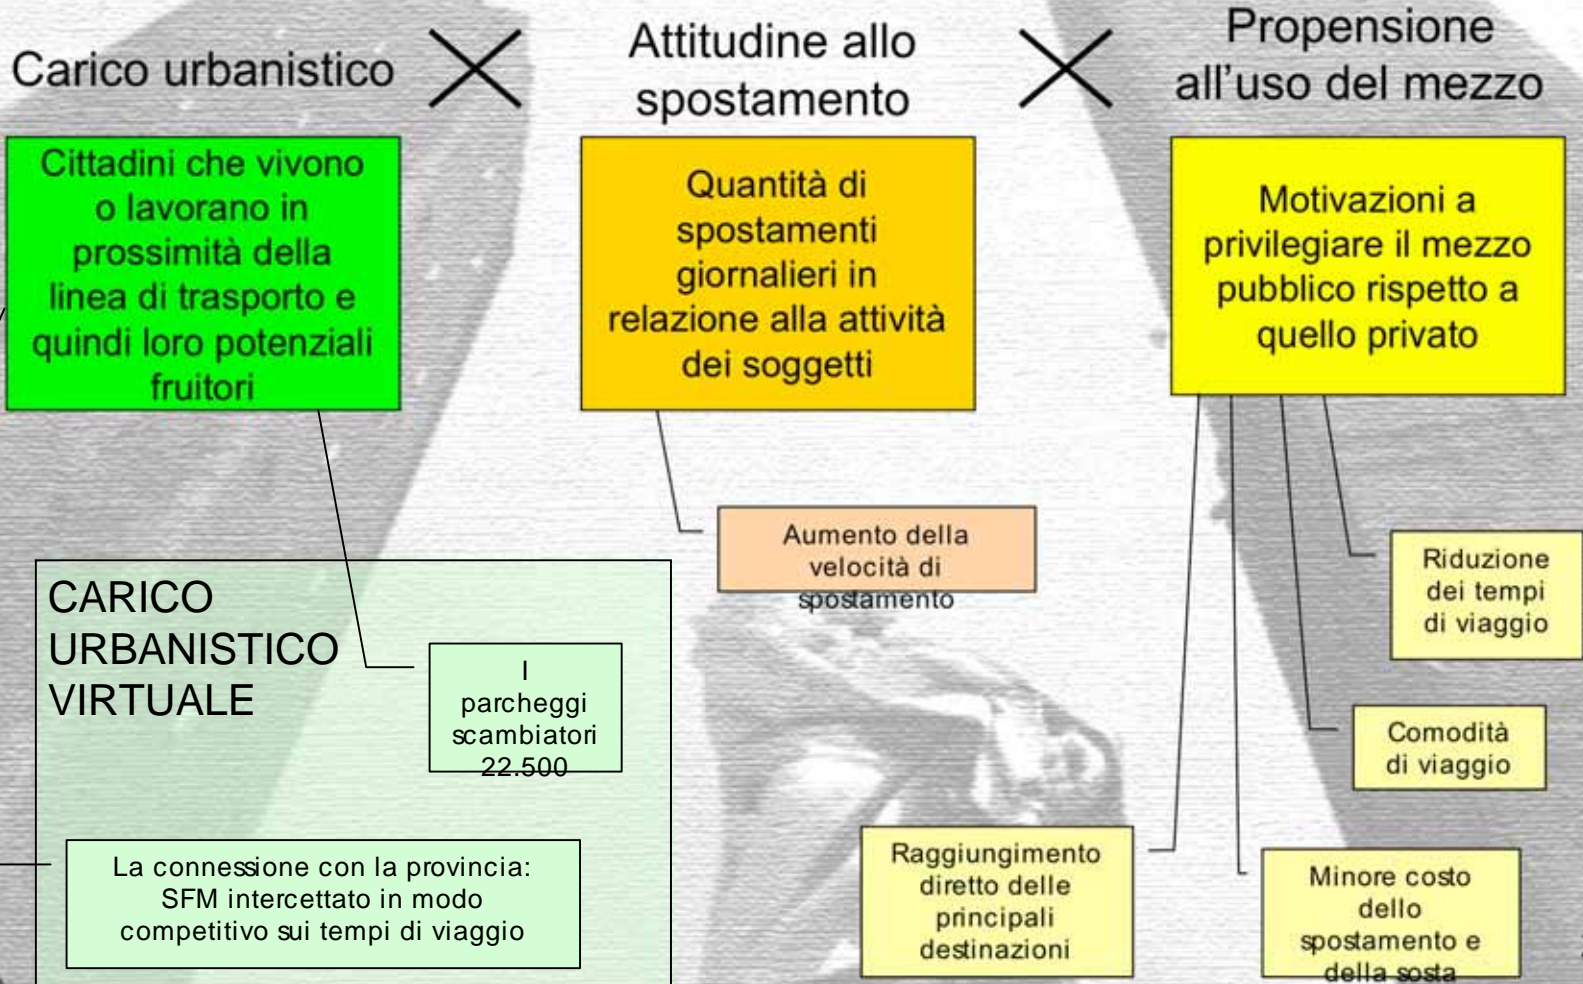 Carico urbanistico
Attitudine allo
spostamento
Propensione
all'uso del mezzo
Cittadini che vivono
o lavorano in
prossimità della
linea di trasporto e
quindi loro potenziali
fruitori
Quantità di
spostamenti
giornalieri in
relazione alla attività
dei soggetti
Motivazioni a
privilegiare il mezzo
pubblico rispetto a
quello privato
Aumento della
velocità di
spostamento
Riduzione
dei tempi
di viaggio
CARICO
URBANISTICO
VIRTUALE
I
parcheggi
scambiatori
22.500
Comodità
di viaggio
La connessione con la provincia:
SFM intercettato in modo
competitivo sui tempi di viaggio
Raggiungimento
diretto delle
principali
destinazioni
Minore costo
dello
spostamento e
della sosta